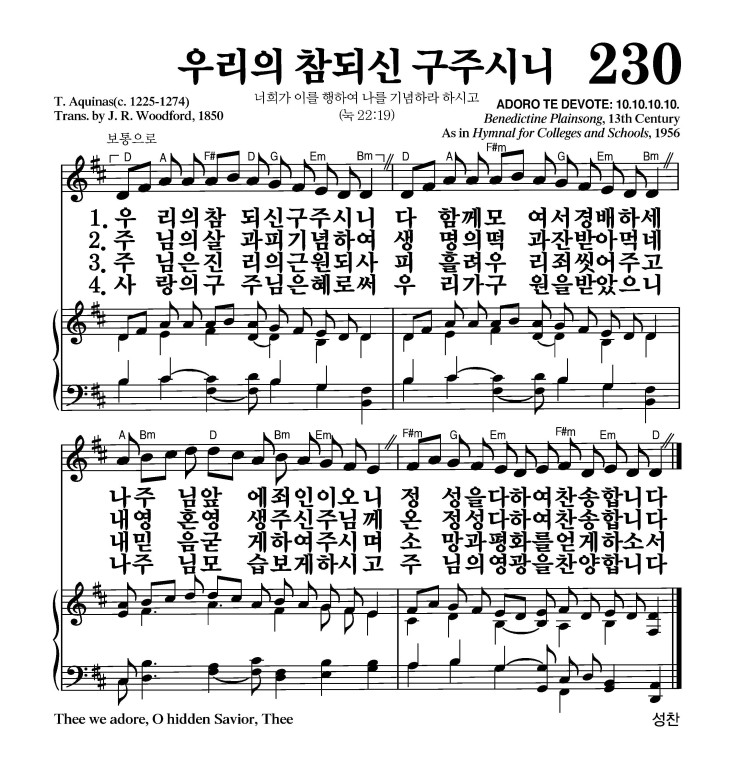 우리의 참되신 구주시니 230
T. Aquinas(c. 1225-1274)
Trans. by J. R. Woodford, 1850
너희가 이를 행하여 나를 기념하라 하시고
(눅 22:19)
ADORO TE DEVOTE: 10.10.10.10.
Benedictine Plainsong, 13th Century
As in Hymnal for Colleges and Schools, 1956
보통으로
D A F# D G Em Bm D A F#m D G Em Bm
1. 우 리의참 되신구주시니 다 함께모 여서경배하세
2. 주 님의살 과피기념하여 생 명의떡 과잔받아먹네
3. 주 님은진 리의근원되사 피 흘려우 리죄씻어주고
4. 사 랑의구 주님은혜로써 우 리가구 원을받았으니
A Bm D Bm Em F#m G Em F#m Em D
나주 님앞 에죄인이오니 정 성을다하여찬송합니다
내영 혼영 생주신주님께 온 정성다하여찬송합니다
내믿 음굳 게하여주시며 소 망과평화를얻게하소서
나주 님모 습보게하시고 주 님의영광을찬양합니다
Thee we adore, O hidden Savior, Thee
성찬